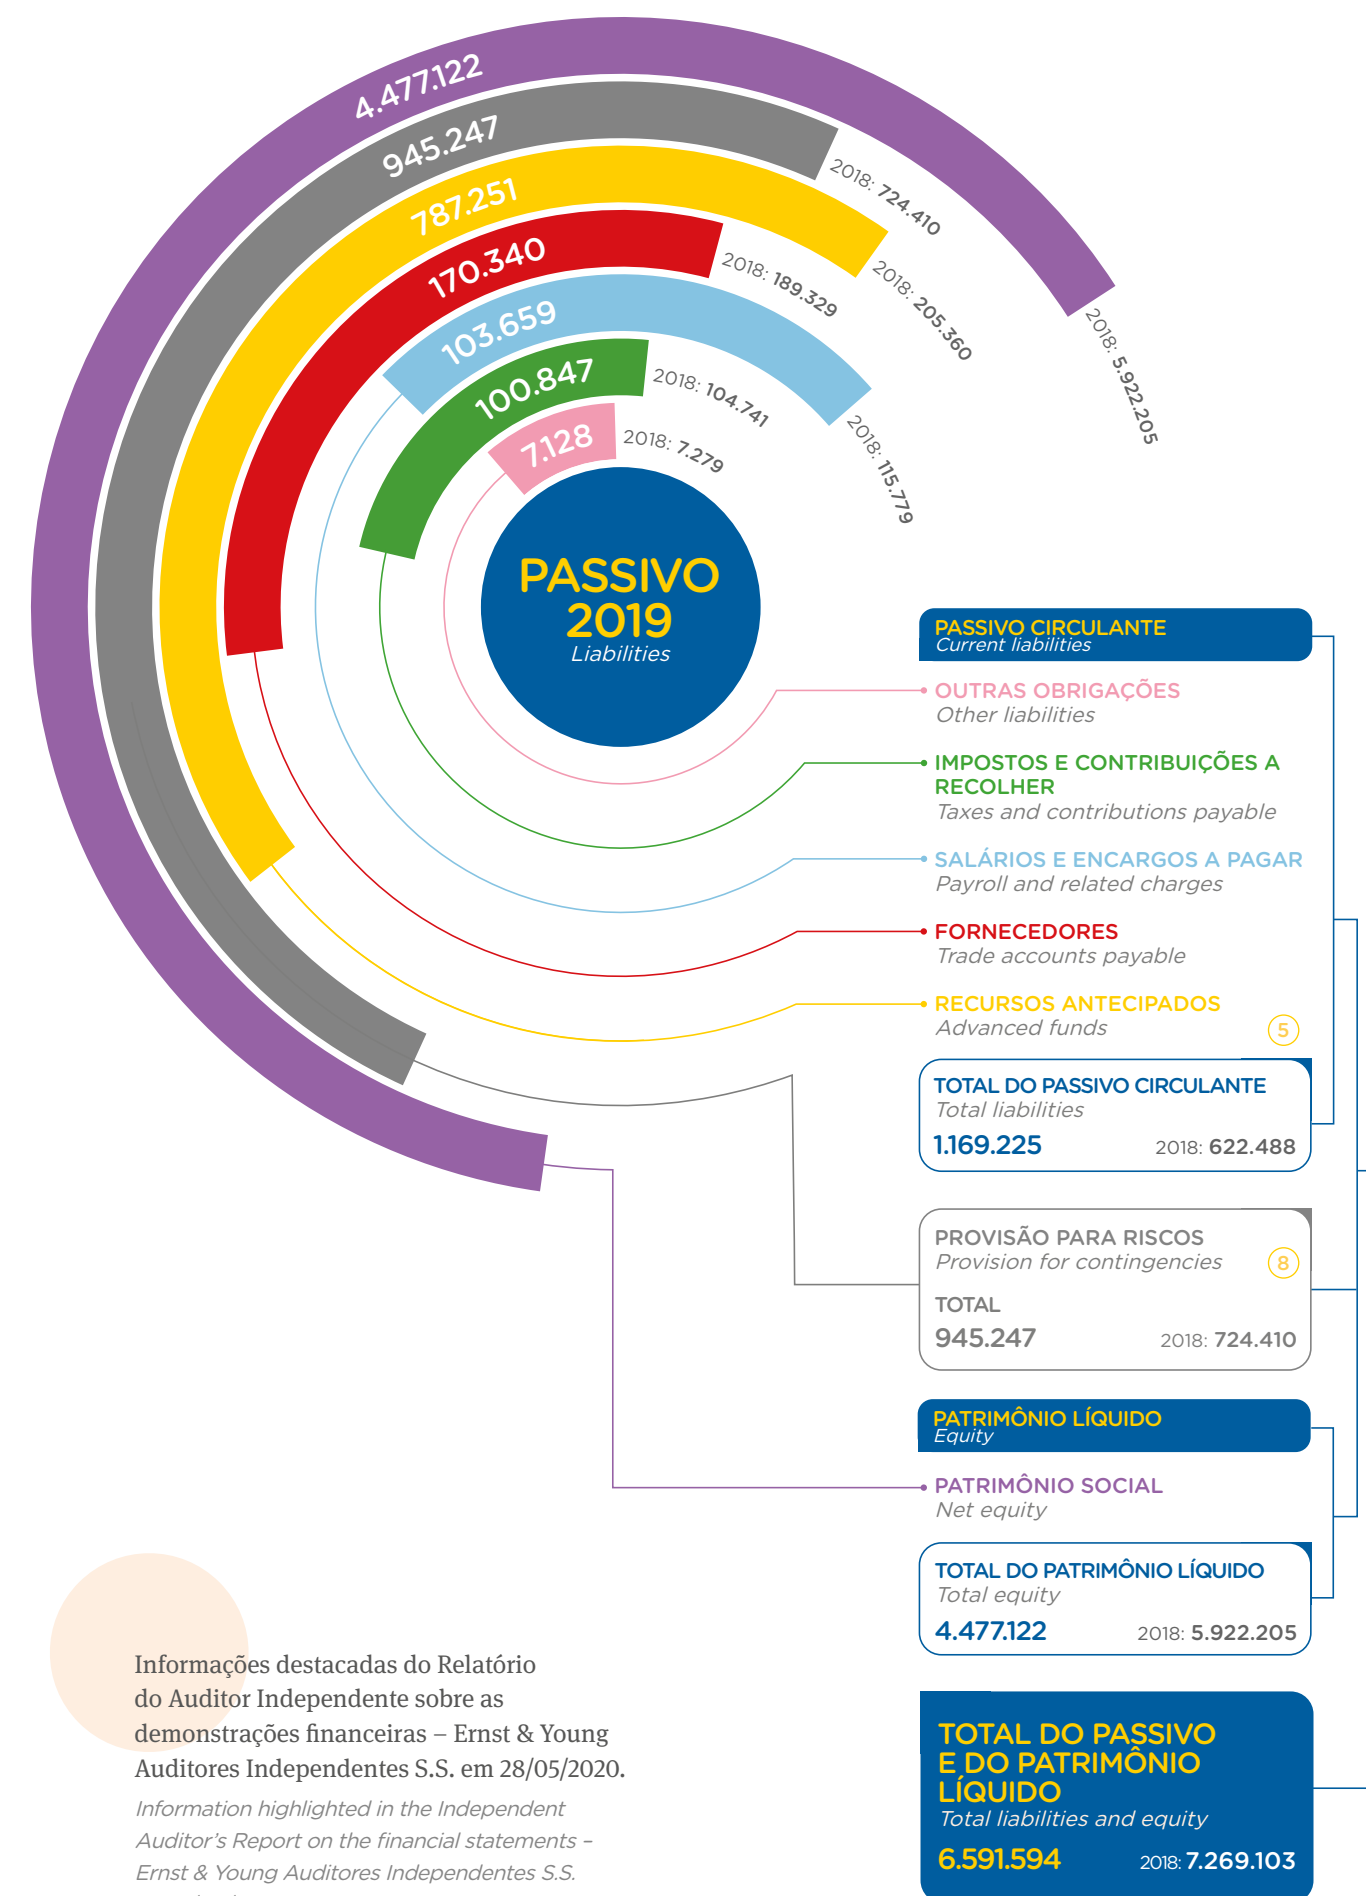 4.477.122
945.247
787.251
170.340
103.659
100.847
7.128
2018: 724.410
2018: 205.360
2018: 5.922.205
2018: 189.329
2018: 115.779
2018: 104.741
2018: 7.279
PASSIVO
2019
Liabilities
PASSIVO CIRCULANTE
Current liabilities
OUTRAS OBRIGAÇÕES
Other liabilities
IMPOSTOS E CONTRIBUIÇÕES A
RECOLHER
Taxes and contributions payable
SALÁRIOS E ENCARGOS A PAGAR
Payroll and related charges
FORNECEDORES
Trade accounts payable
RECURSOS ANTECIPADOS
Advanced funds
5
TOTAL DO PASSIVO CIRCULANTE
Total liabilities
1.169.225 2018: 622.488
PROVISÃO PARA RISCOS
Provision for contingencies
8
TOTAL
945.247 2018: 724.410
PATRIMÔNIO LÍQUIDO
Equity
PATRIMÔNIO SOCIAL
Net equity
TOTAL DO PATRIMÔNIO LÍQUIDO
Total equity
4.477.122 2018: 5.922.205
TOTAL DO PASSIVO
E DO PATRIMÔNIO
LÍQUIDO
Total liabilities and equity
6.591.594 2018: 7.269.103
Informações destacadas do Relatório
do Auditor Independente sobre as
demonstrações financeiras – Ernst & Young
Auditores Independentes S.S. em 28/05/2020.
Information highlighted in the Independent
Auditor's Report on the financial statements –
Ernst & Young Auditores Independentes S.S.